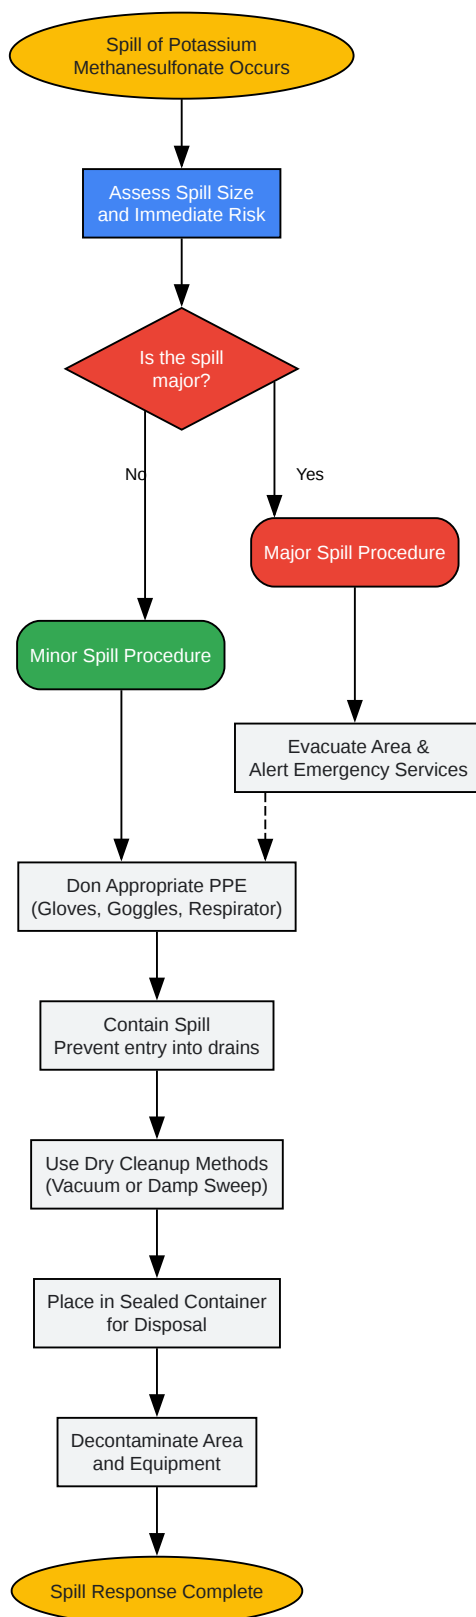 Spill of Potassium
Methanesulfonate Occurs
Assess Spill Size
and Immediate Risk
Is the spill
major?
No
Yes
Major Spill Procedure
Minor Spill Procedure
Evacuate Area &
Alert Emergency Services
Don Appropriate PPE
(Gloves, Goggles, Respirator)
Contain Spill
Prevent entry into drains
Use Dry Cleanup Methods
(Vacuum or Damp Sweep)
Place in Sealed Container
for Disposal
Decontaminate Area
and Equipment
Spill Response Complete